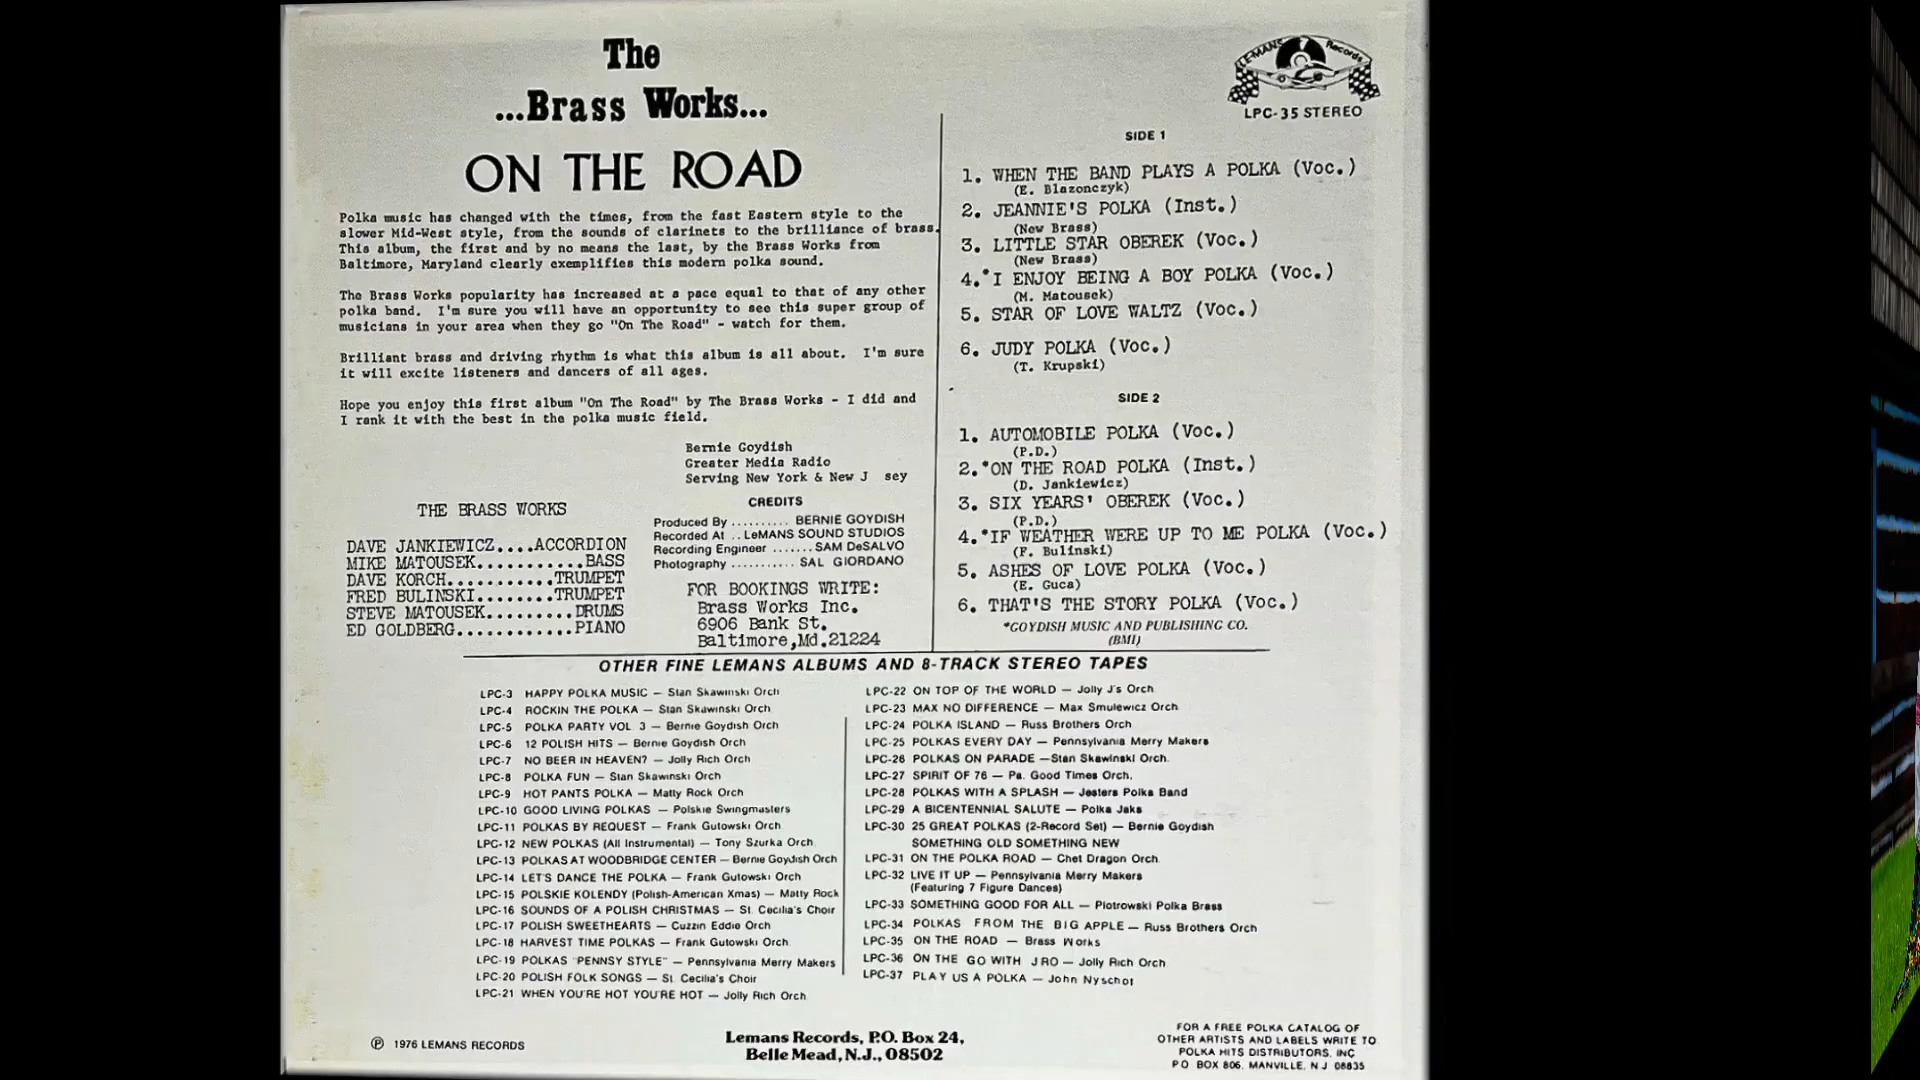 The
...Brass Works...
ON THE ROAD
Polka music has changed with the times, from the fast Eastern style to the
slower Mid-West style, from the sounds of clarinets to the brilliance of brass.
This album, the first and by no means the last, by the Brass Works from
Baltimore, Maryland clearly exemplifies this modern polka sound.
The Brass Works popularity has increased at a pace equal to that of any other
polka band. I'm sure you will have an opportunity to see this super group of
musicians in your area when they go "On The Road" - watch for them.
Brilliant brass and driving rhythm is what this album is all about. I'm sure
it will excite listeners and dancers of all ages.
Hope you enjoy this first album "On The Road" by The Brass Works - I did and
I rank it with the best in the polka music field.
Bernie Goydish
Greater Media Radio
Serving New York & New J sey
THE BRASS WORKS
DAVE JANKIEWICZ....ACCORDION
MIKE MATOUSEK...........BASS
DAVE KORCH...........TRUMPET
FRED BULINSKI........TRUMPET
STEVE MATOUSEK.........DRUMS
ED GOLDBERG............PIANO
CREDITS
Produced By .......... BERNIE GOYDISH
Recorded At .. LeMANS SOUND STUDIOS
Recording Engineer ....... SAM DeSALVO
Photography ........... SAL GIORDANO
FOR BOOKINGS WRITE:
Brass Works Inc.
6906 Bank St.
Baltimore,Md.21224
LE-MANS Records
LPC-35 STEREO
SIDE 1
1. WHEN THE BAND PLAYS A POLKA (Voc.)
(E. Blazonczyk)
2. JEANNIE'S POLKA (Inst.)
(New Brass)
3. LITTLE STAR OBEREK (Voc.)
(New Brass)
4.*I ENJOY BEING A BOY POLKA (Voc.)
(M. Matousek)
5. STAR OF LOVE WALTZ (Voc.)
6. JUDY POLKA (Voc.)
(T. Krupski)
SIDE 2
1. AUTOMOBILE POLKA (Voc.)
(P.D.)
2.*ON THE ROAD POLKA (Inst.)
(D. Jankiewicz)
3. SIX YEARS' OBEREK (Voc.)
(P.D.)
4.*IF WEATHER WERE UP TO ME POLKA (Voc.)
(F. Bulinski)
5. ASHES OF LOVE POLKA (Voc.)
(E. Guca)
6. THAT'S THE STORY POLKA (Voc.)
*GOYDISH MUSIC AND PUBLISHING CO.
(BMI)
OTHER FINE LEMANS ALBUMS AND 8-TRACK STEREO TAPES
LPC-3 HAPPY POLKA MUSIC — Stan Skawinski Orch
LPC-4 ROCKIN THE POLKA — Stan Skawinski Orch
LPC-5 POLKA PARTY VOL 3 — Bernie Goydish Orch
LPC-6 12 POLISH HITS — Bernie Goydish Orch
LPC-7 NO BEER IN HEAVEN? — Jolly Rich Orch
LPC-8 POLKA FUN — Stan Skawinski Orch
LPC-9 HOT PANTS POLKA — Matty Rock Orch
LPC-10 GOOD LIVING POLKAS — Polskie Swingmasters
LPC-11 POLKAS BY REQUEST — Frank Gutowski Orch
LPC-12 NEW POLKAS (All Instrumental) — Tony Szurka Orch
LPC-13 POLKAS AT WOODBRIDGE CENTER — Bernie Goydish Orch
LPC-14 LET'S DANCE THE POLKA — Frank Gutowski Orch
LPC-15 POLSKIE KOLENDY (Polish-American Xmas) — Matty Rock
LPC-16 SOUNDS OF A POLISH CHRISTMAS — St. Cecilia's Choir
LPC-17 POLISH SWEETHEARTS — Cuzzin Eddie Orch
LPC-18 HARVEST TIME POLKAS — Frank Gutowski Orch
LPC-19 POLKAS "PENNSY STYLE" — Pennsylvania Merry Makers
LPC-20 POLISH FOLK SONGS — St. Cecilia's Choir
LPC-21 WHEN YOU'RE HOT YOU'RE HOT — Jolly Rich Orch
LPC-22 ON TOP OF THE WORLD — Jolly J's Orch
LPC-23 MAX NO DIFFERENCE — Max Smulewicz Orch
LPC-24 POLKA ISLAND — Russ Brothers Orch
LPC-25 POLKAS EVERY DAY — Pennsylvania Merry Makers
LPC-26 POLKAS ON PARADE —Stan Skawinski Orch.
LPC-27 SPIRIT OF 76 — Pa. Good Times Orch.
LPC-28 POLKAS WITH A SPLASH — Jesters Polka Band
LPC-29 A BICENTENNIAL SALUTE — Polka Jaks
LPC-30 25 GREAT POLKAS (2-Record Set) — Bernie Goydish
SOMETHING OLD SOMETHING NEW
LPC-31 ON THE POLKA ROAD — Chet Dragon Orch
LPC-32 LIVE IT UP — Pennsylvania Merry Makers
(Featuring 7 Figure Dances)
LPC-33 SOMETHING GOOD FOR ALL — Piotrowski Polka Brass
LPC-34 POLKAS FROM THE BIG APPLE — Russ Brothers Orch
LPC-35 ON THE ROAD — Brass Works
LPC-36 ON THE GO WITH JRO — Jolly Rich Orch
LPC-37 PLAY US A POLKA — John Nyschot
℗ 1976 LEMANS RECORDS
Lemans Records, P.O. Box 24,
Belle Mead, N.J., 08502
FOR A FREE POLKA CATALOG OF
OTHER ARTISTS AND LABELS WRITE TO
POLKA HITS DISTRIBUTORS, INC
PO BOX 806, MANVILLE, N J 08835